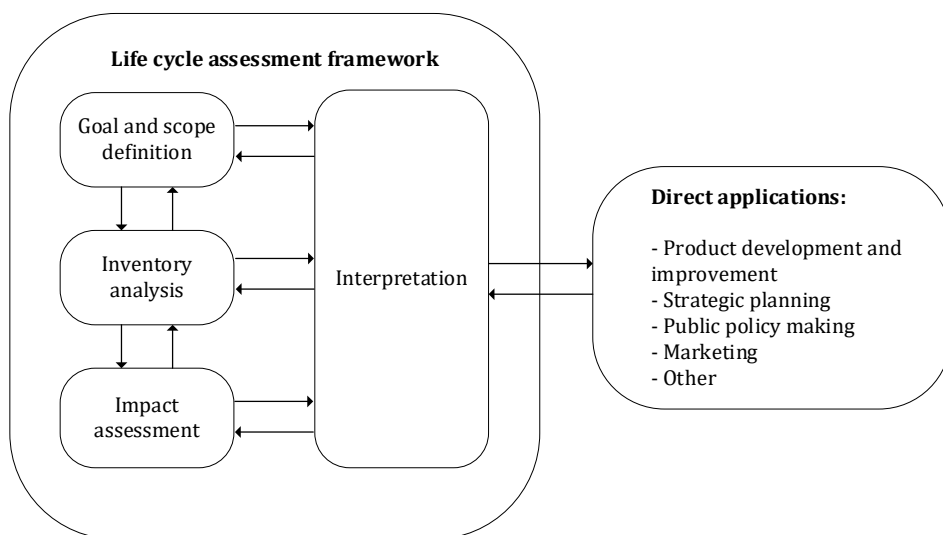 Life cycle assessment framework
Goal and scope
definition
Inventory
analysis
Impact
assessment
Interpretation
Direct applications:
- Product development and
improvement
- Strategic planning
- Public policy making
- Marketing
- Other